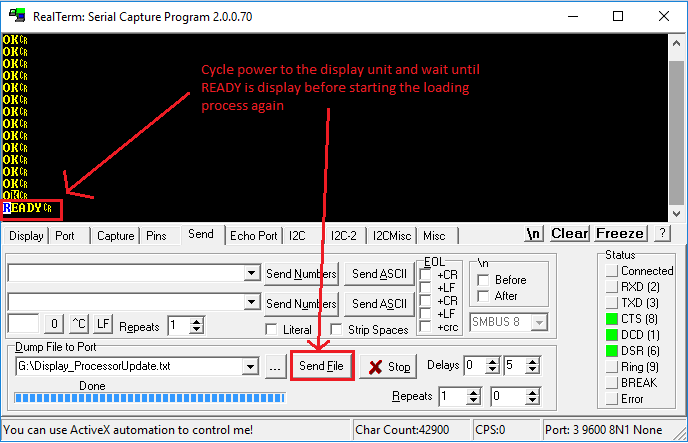 RealTerm: Serial Capture Program 2.0.0.70
OKCR
OKCR
OKCR
OKCR
OKCR
OKCR
OKCR
OKCR
OKCR
OKCR
OKCR
OKCR
OKCR
OKCR
READYCR
Cycle power to the display unit and wait until
READY is display before starting the loading
process again
Display Port Capture Pins Send Echo Port I2C I2C-2 I2CMisc Misc \n Clear Freeze ?
EOL \n Status
Send Numbers Send ASCII +CR Before Connected
+LF After RXD (2)
Send Numbers Send ASCII +CR TXD (3)
0 ^C LF Repeats 1 Literal Strip Spaces +LF SMBUS 8 CTS (8)
+crc DCD (1)
Dump File to Port DSR (6)
G:\Display_ProcessorUpdate.txt ... Send File Stop Delays 0 5 Ring (9)
Done BREAK
Repeats 1 0 Error
You can use ActiveX automation to control me! Char Count:42900 CPS:0 Port: 3 9600 8N1 None